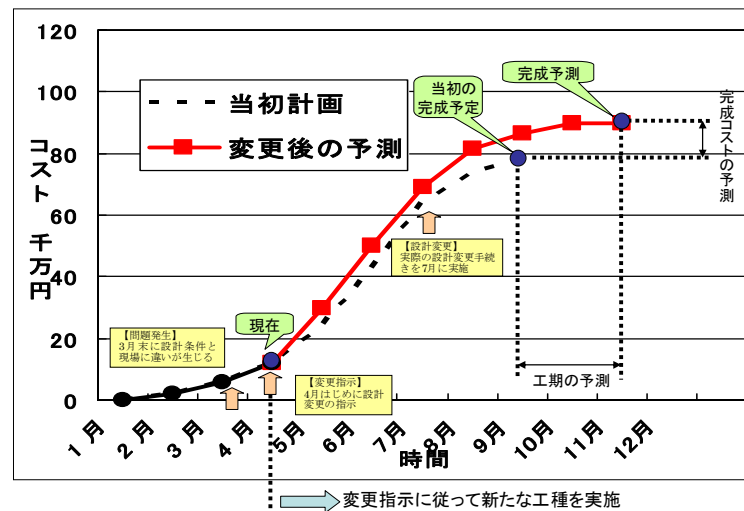 120
100
80
60
40
20
0
コスト 千万円
当初計画
変更後の予測
当初の
完成予定
完成予測
完成コストの予測
【設計変更】
実際の設計変更手続
きを7月に実施
【問題発生】
3月末に設計条件と
現場に違いが生じる
現在
【変更指示】
4月はじめに設計
変更の指示
工期の予測
1月
2月
3月
4月
5月
6月
7月
8月
9月
10月
11月
12月
時間
変更指示に従って新たな工種を実施